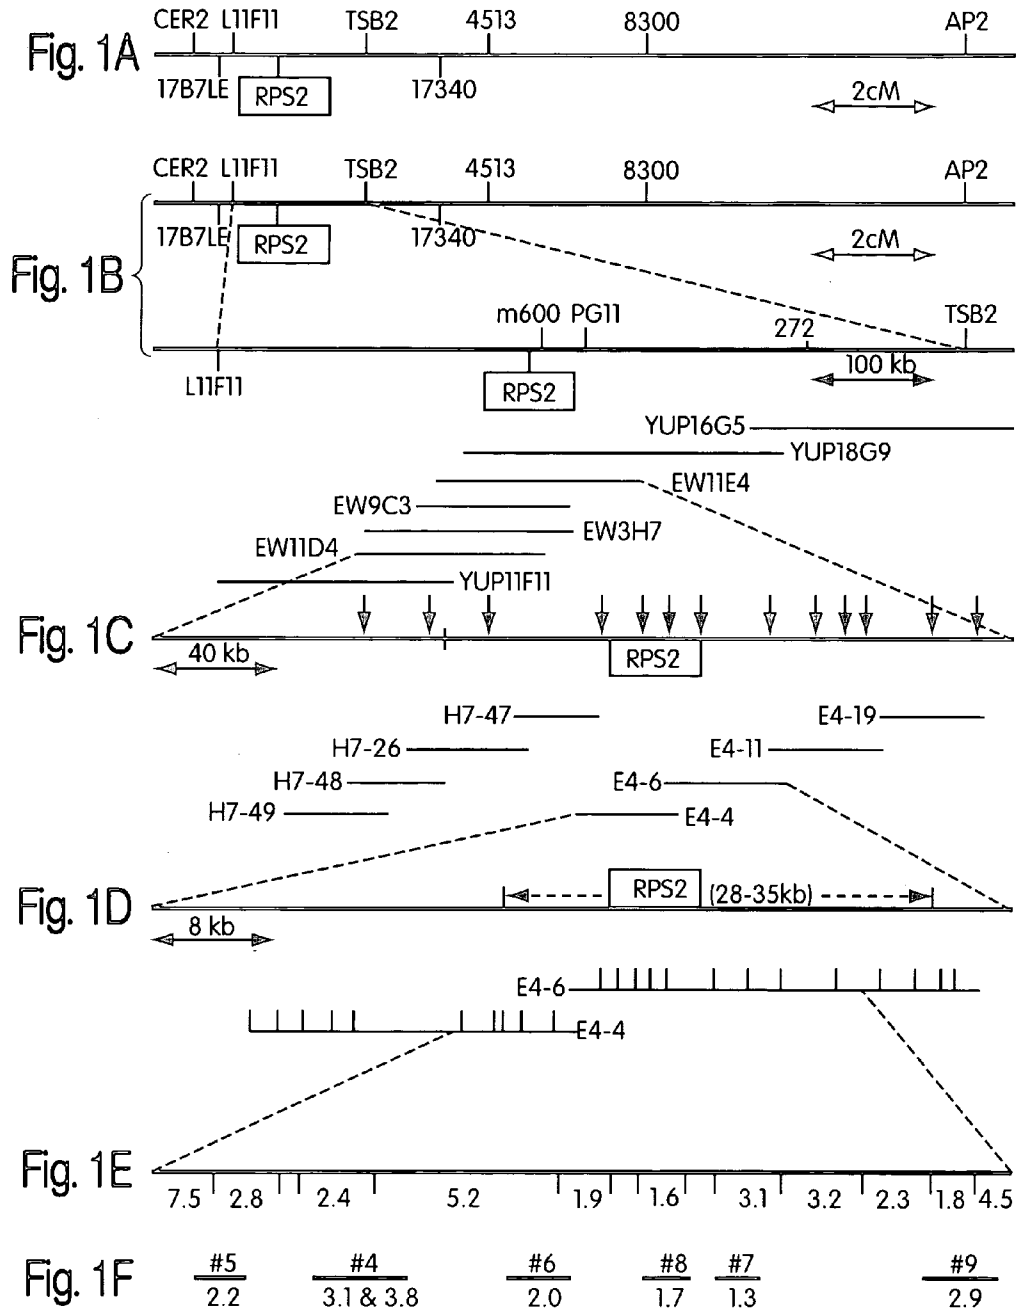 CER2 L11F11 TSB2 4513 8300 AP2
Fig. 1A
17B7LE RPS2 17340 2cM
CER2 L11F11 TSB2 4513 8300 AP2
17B7LE RPS2 17340 2cM
Fig. 1B
m600 PG11 272 TSB2
L11F11 RPS2 100 kb
YUP16G5
YUP18G9
EW11E4
EW9C3
EW3H7
EW11D4
YUP11F11
Fig. 1C
40 kb RPS2
H7-47 E4-19
H7-26 E4-11
H7-48 E4-6
H7-49 E4-4
Fig. 1D RPS2 (28-35kb)
8 kb
E4-6
E4-4
Fig. 1E
7.5 2.8 2.4 5.2 1.9 1.6 3.1 3.2 2.3 1.8 4.5
Fig. 1F
#5 #4 #6 #8 #7 #9
2.2 3.1 & 3.8 2.0 1.7 1.3 2.9